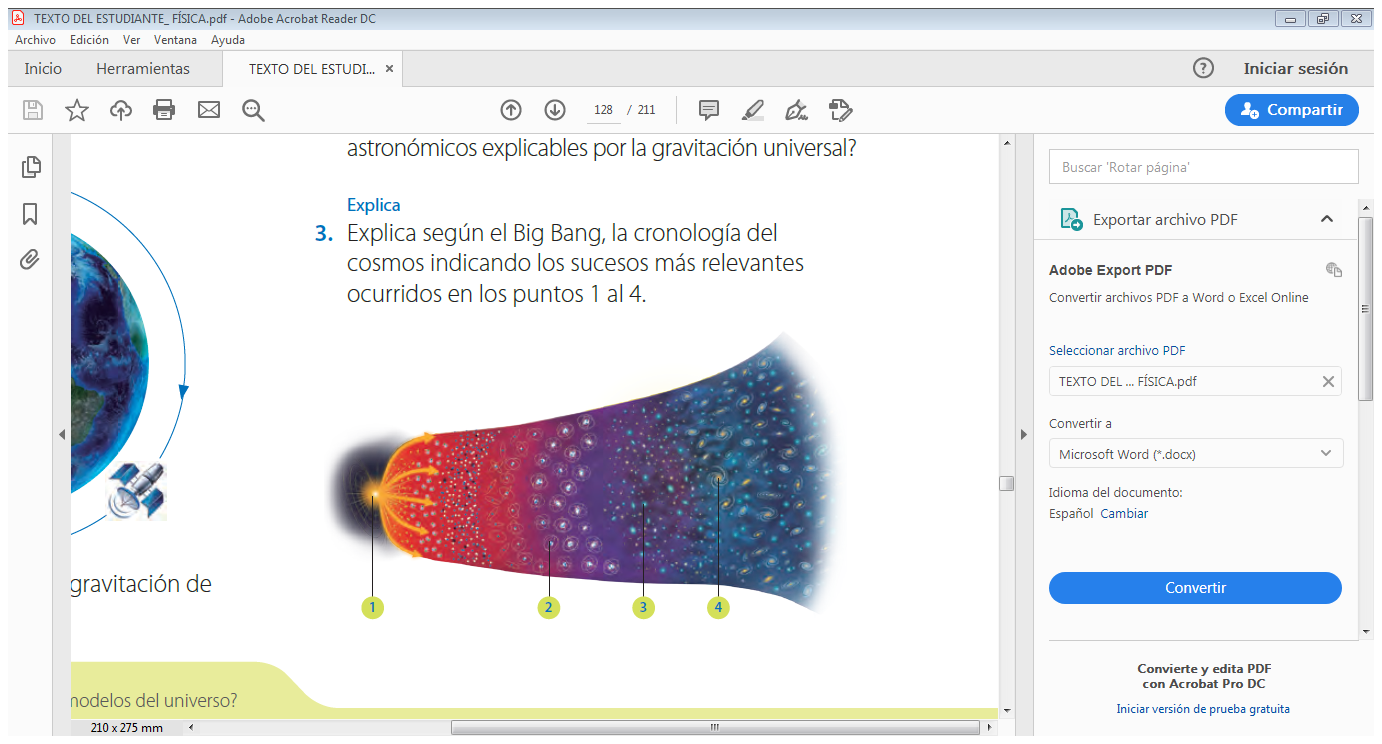 TEXTO DEL ESTUDIANTE_ FÍSICA.pdf - Adobe Acrobat Reader DC
Archivo Edición Ver Ventana Ayuda
Inicio Herramientas TEXTO DEL ESTUDI... × Iniciar sesión
128 / 211 Compartir
astronómicos explicables por la gravitación universal?
Explica
3. Explica según el Big Bang, la cronología del
cosmos indicando los sucesos más relevantes
ocurridos en los puntos 1 al 4.
1 2 3 4
gravitación de
modelos del universo?
210 x 275 mm
Buscar 'Rotar página'
Exportar archivo PDF
Adobe Export PDF
Convertir archivos PDF a Word o Excel Online
Seleccionar archivo PDF
TEXTO DEL ... FÍSICA.pdf
Convertir a
Microsoft Word (*.docx)
Idioma del documento:
Español Cambiar
Convertir
Convierte y edita PDF
con Acrobat Pro DC
Iniciar versión de prueba gratuita